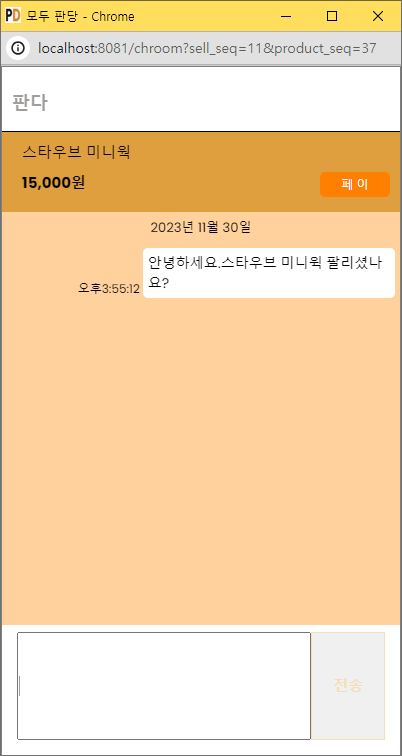 PD 모두 판당 - Chrome
localhost:8081/chroom?sell_seq=11&product_seq=37
판다
스타우브 미니웍
15,000원
페 이
2023년 11월 30일
안녕하세요.스타우브 미니웍 팔리셨나
요?
오후3:55:12
전송